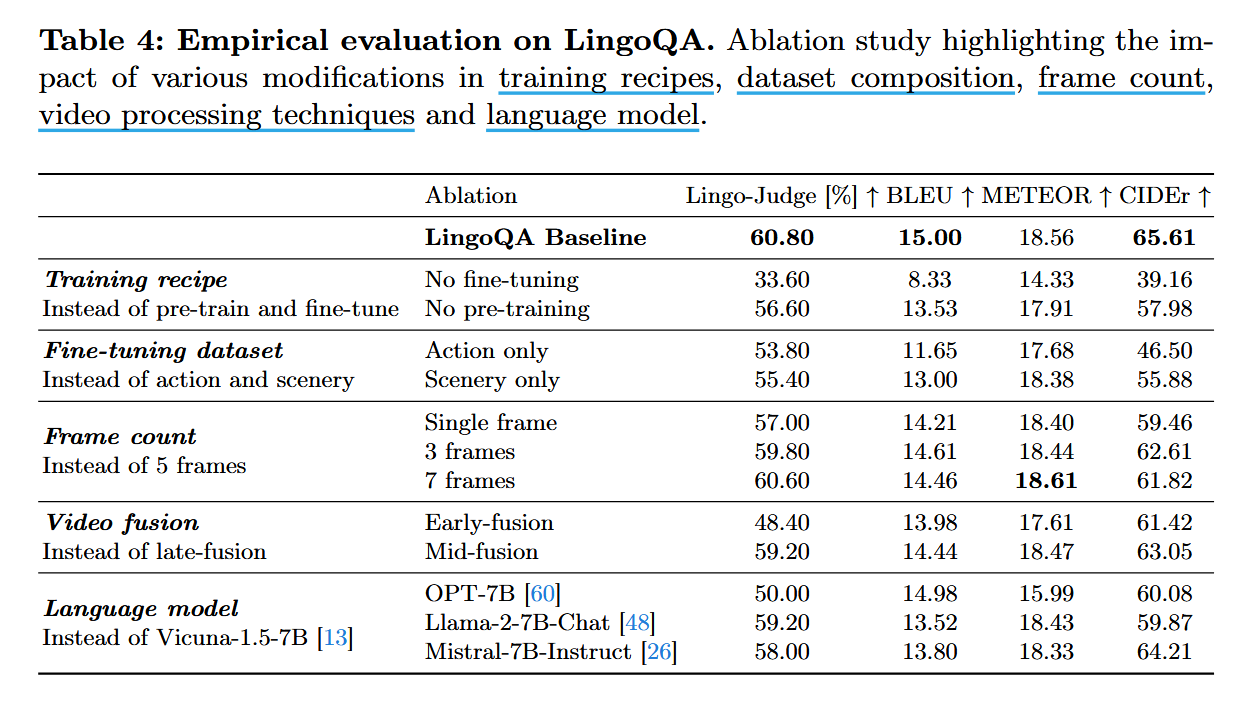 Table 4: Empirical evaluation on LingoQA. Ablation study highlighting the im-
pact of various modifications in training recipes, dataset composition, frame count,
video processing techniques and language model.
Ablation Lingo-Judge [%] ↑ BLEU ↑ METEOR ↑ CIDEr ↑
LingoQA Baseline 60.80 15.00 18.56 65.61
Training recipe No fine-tuning 33.60 8.33 14.33 39.16
Instead of pre-train and fine-tune No pre-training 56.60 13.53 17.91 57.98
Fine-tuning dataset Action only 53.80 11.65 17.68 46.50
Instead of action and scenery Scenery only 55.40 13.00 18.38 55.88
Frame count
Instead of 5 frames
Single frame 57.00 14.21 18.40 59.46
3 frames 59.80 14.61 18.44 62.61
7 frames 60.60 14.46 18.61 61.82
Video fusion Early-fusion 48.40 13.98 17.61 61.42
Instead of late-fusion Mid-fusion 59.20 14.44 18.47 63.05
Language model
Instead of Vicuna-1.5-7B [13]
OPT-7B [60] 50.00 14.98 15.99 60.08
Llama-2-7B-Chat [48] 59.20 13.52 18.43 59.87
Mistral-7B-Instruct [26] 58.00 13.80 18.33 64.21